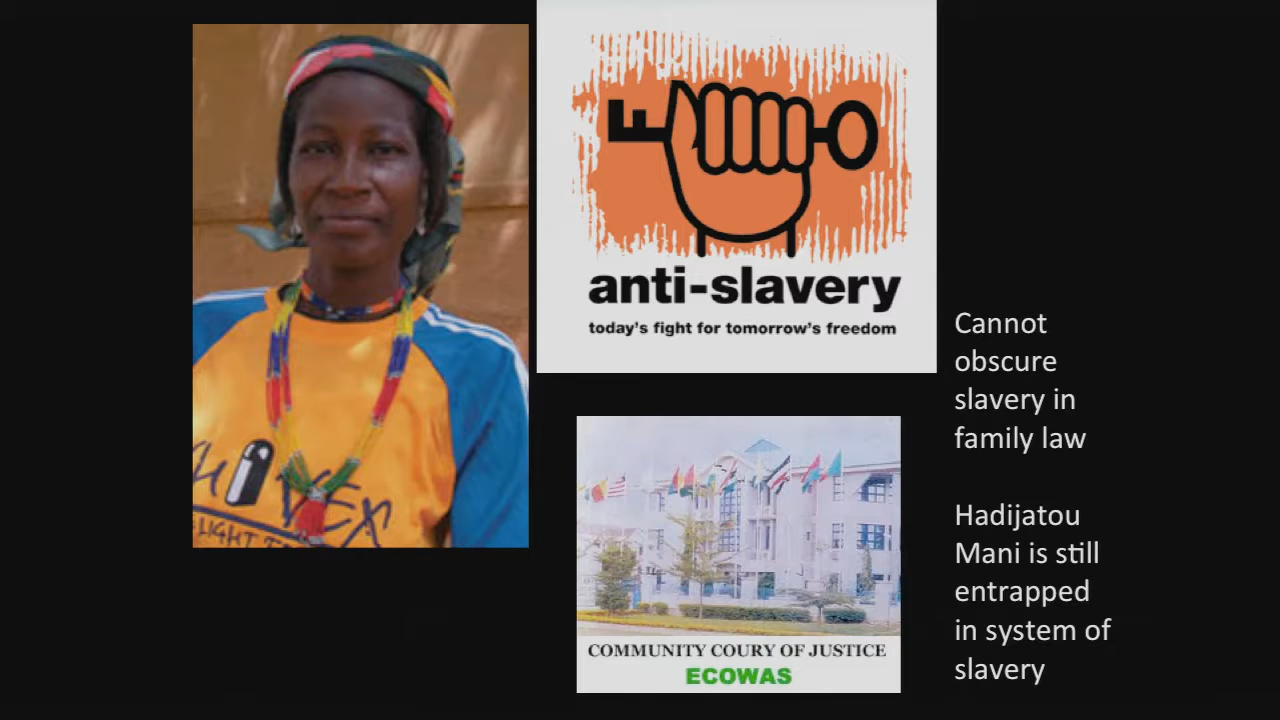 anti-slavery
today's fight for tomorrow's freedom
Cannot
obscure
slavery in
family law
Hadijatou
Mani is still
entrapped
in system of
slavery
COMMUNITY COURY OF JUSTICE
ECOWAS